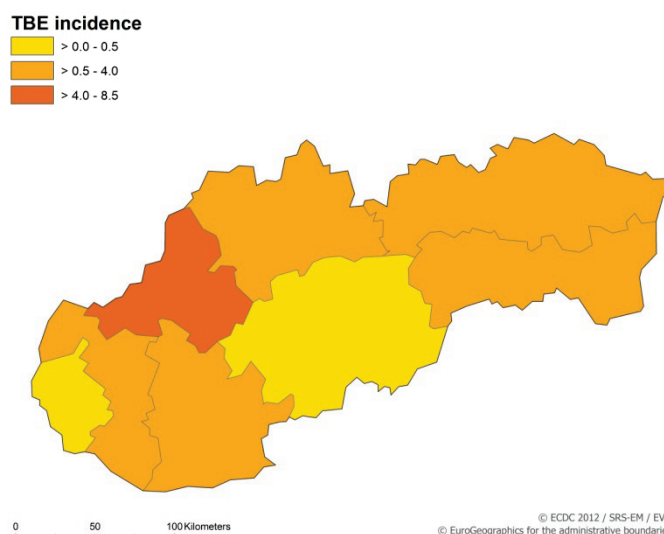 TBE incidence
> 0.0 - 0.5
> 0.5 - 4.0
> 4.0 - 8.5
0 50 100 Kilometers
© ECDC 2012 / SRS-EM / EV
© EuroGeographics for the administrative boundarie